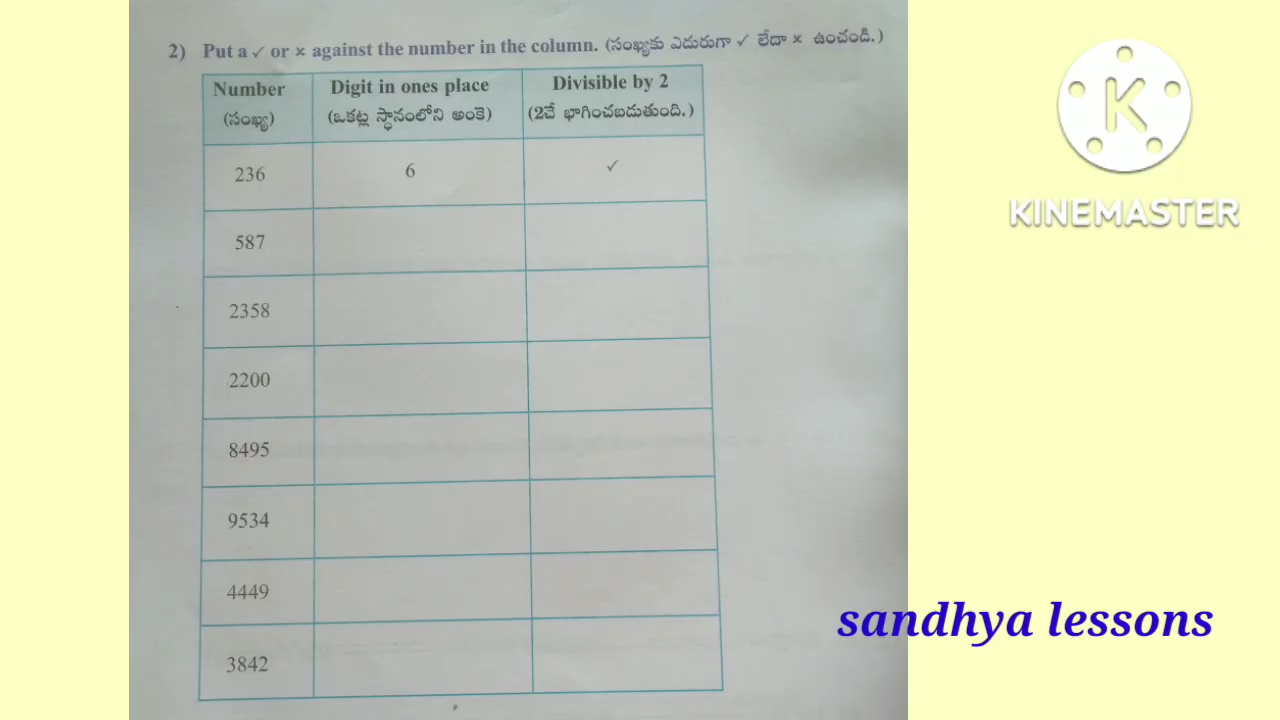 2) Put a ✓ or × against the number in the column. (సంఖ్యకు ఎదురుగా ✓ లేదా × ఉంచండి.)
Number Digit in ones place Divisible by 2
(సంఖ్య) (ఒకట్ల స్థానంలోని అంకె) (2చే భాగించబడుతుంది.)
236 6 ✓
587
2358
2200
8495
9534
4449
3842
K
KINEMASTER
sandhya lessons